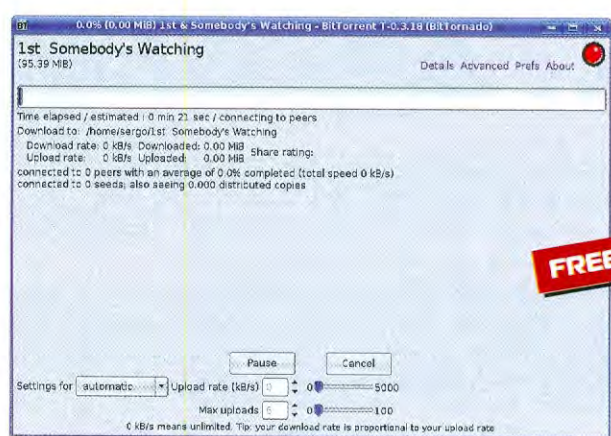 BT 0.0% (0.00 MiB) 1st & Somebody's Watching - BitTorrent T-0.3.18 (BitTornado)
1st Somebody's Watching
(95.39 MiB)
Details Advanced Prefs About
Time elapsed / estimated : 0 min 21 sec / connecting to peers
Download to: /home/sergo/1st Somebody's Watching
Download rate: 0 kB/s Downloaded: 0.00 MiB
Upload rate: 0 kB/s Uploaded: 0.00 MiB
Share rating:
connected to 0 peers with an average of 0.0% completed (total speed 0 kB/s)
connected to 0 seeds; also seeing 0.000 distributed copies
FREE
Pause Cancel
Settings for automatic Upload rate (kB/s) 0 0 5000
Max uploads 0 100
0 kB/s means unlimited. Tip: your download rate is proportional to your upload rate